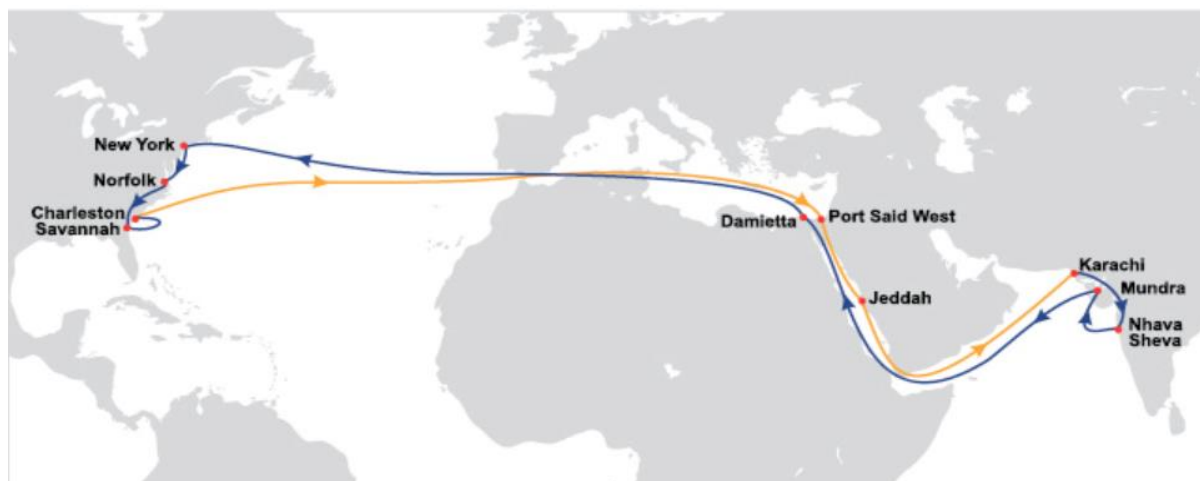 New York
Norfolk
Charleston
Savannah
Damietta
Port Said West
Jeddah
Karachi
Mundra
Nhava
Sheva